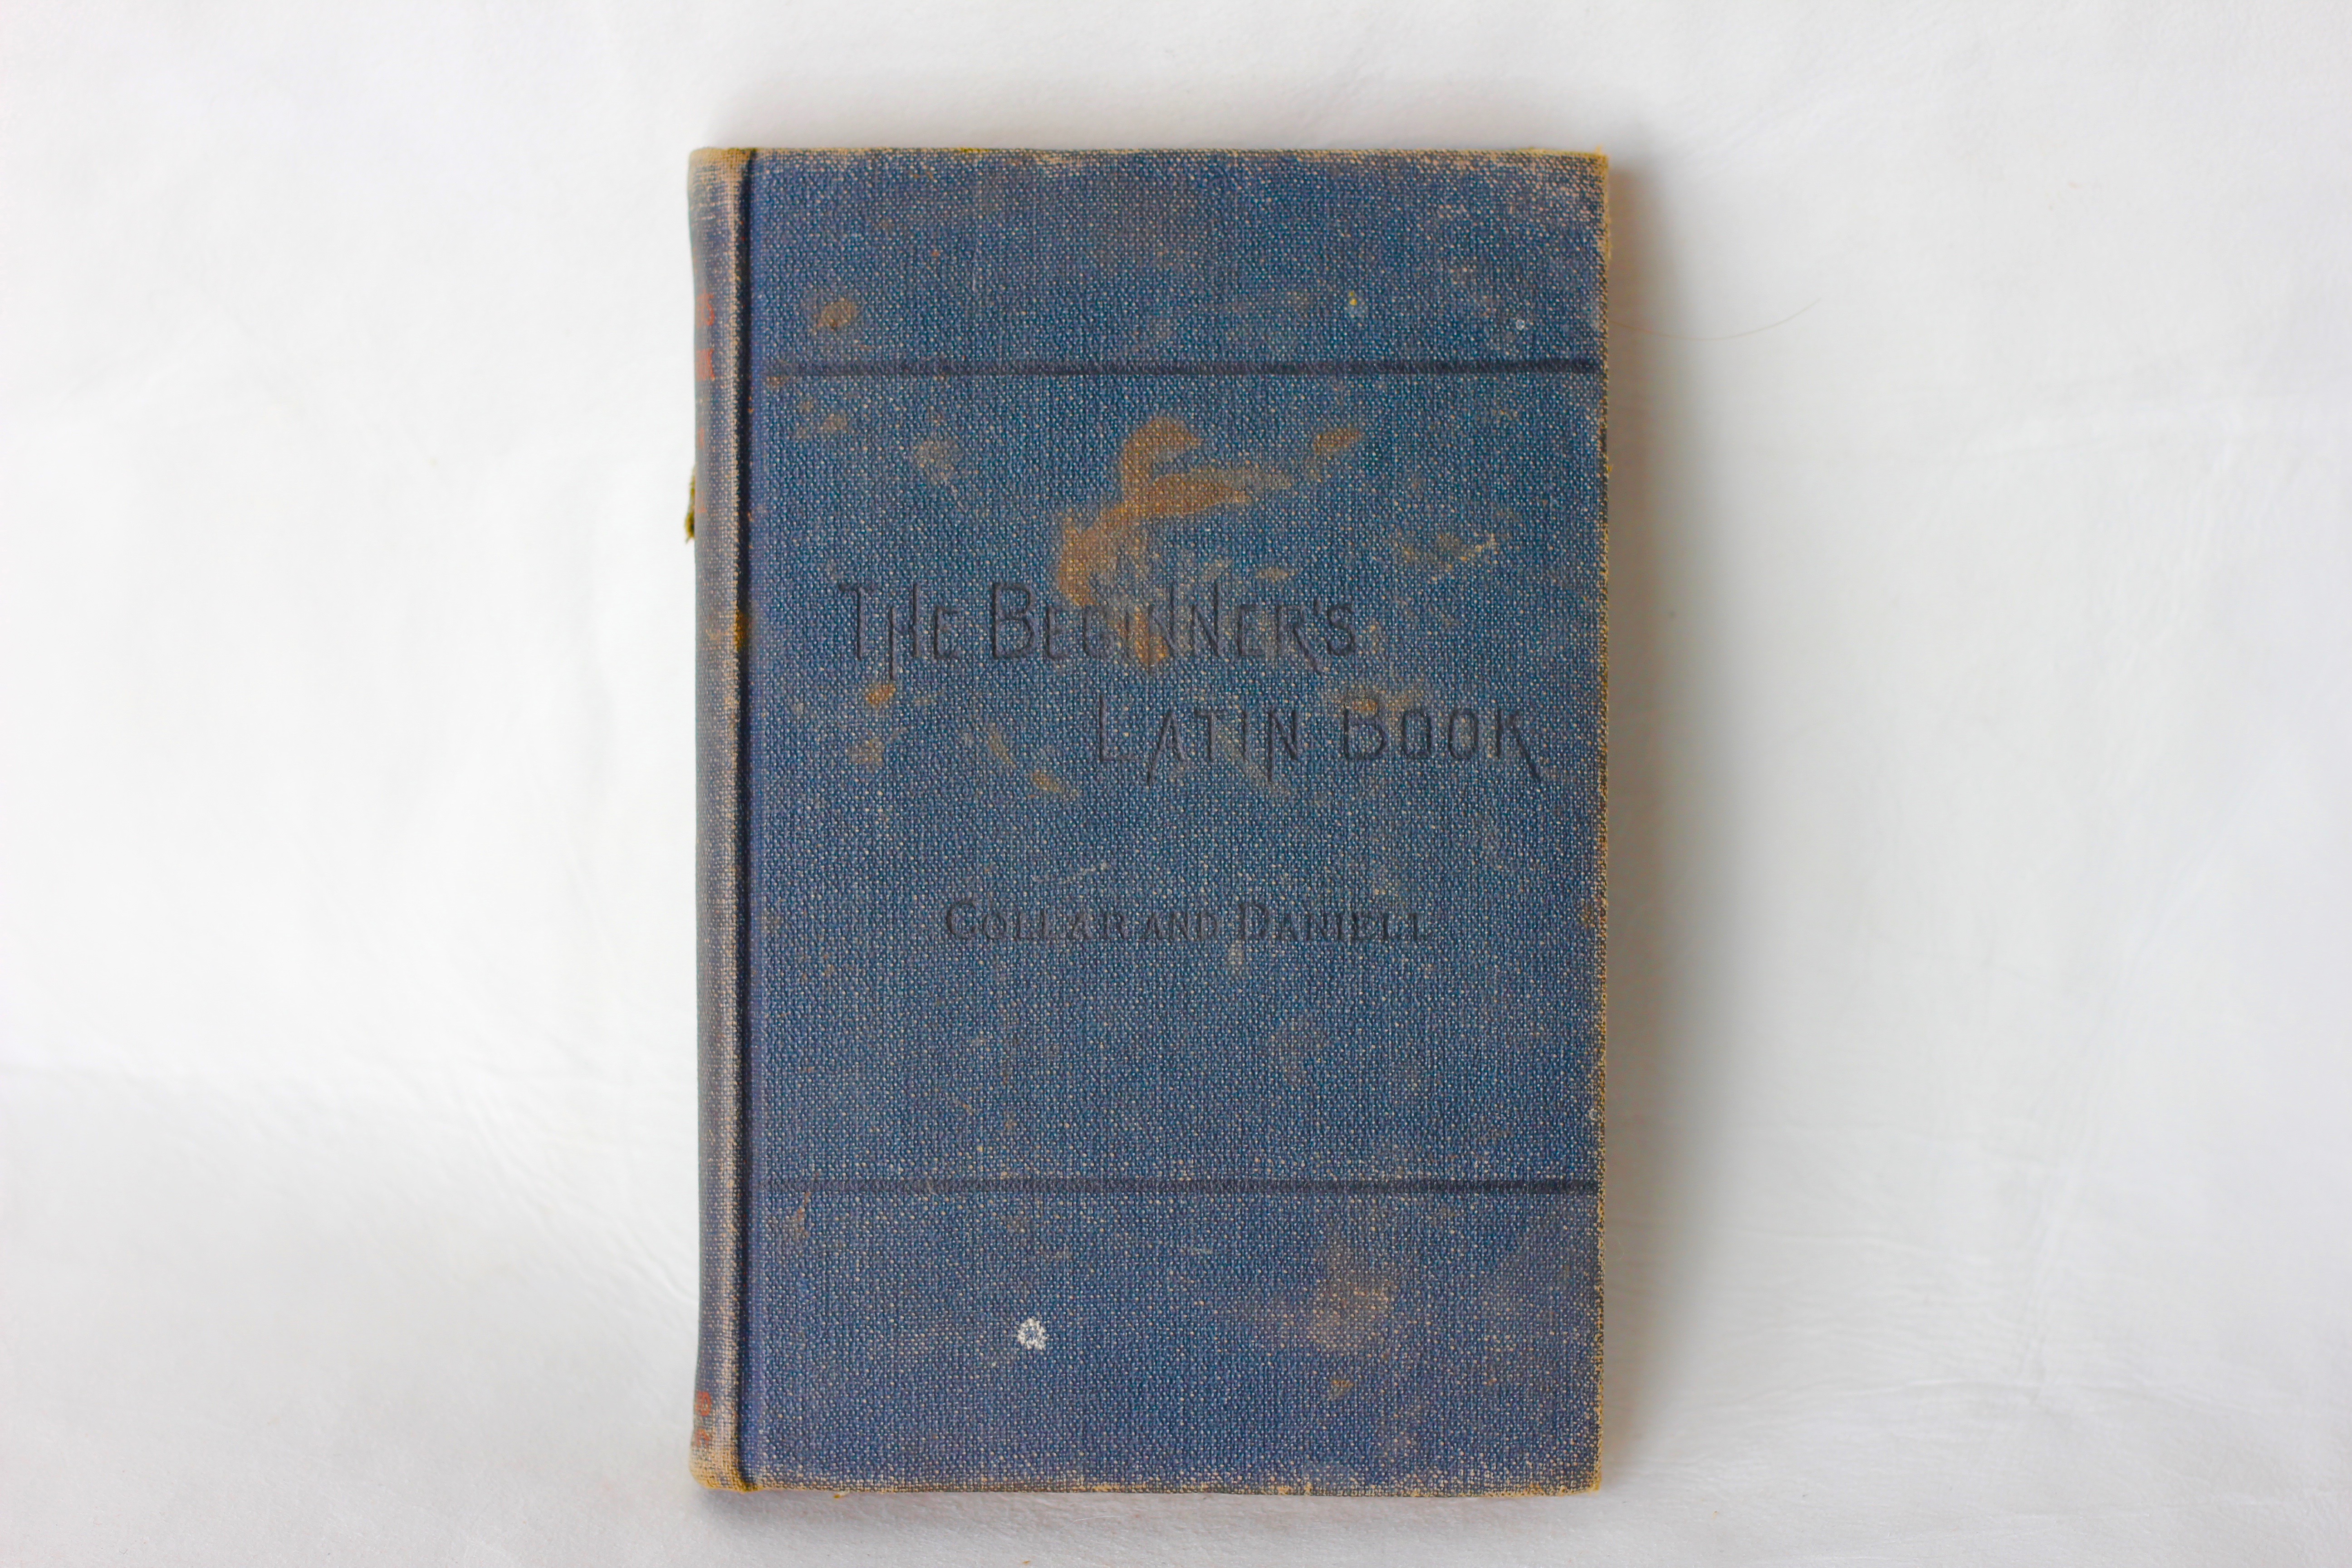 The Beginner's
Latin Book
Collar and Daniell